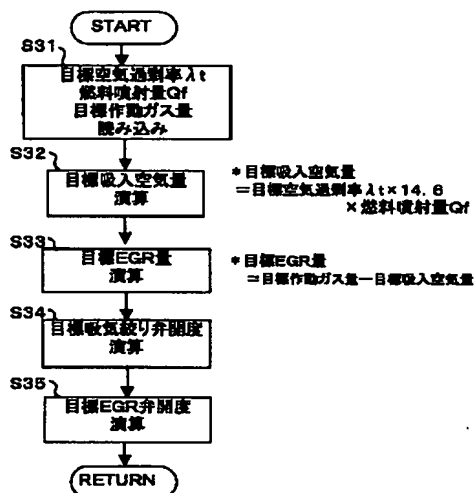 START
S31
目標空気過剰率λt
燃料噴射量Qf
目標作動ガス量
読み込み
S32
目標吸入空気量
演算
*目標吸入空気量
=目標空気過剰率λt×14.6
×燃料噴射量Qf
S33
目標EGR量
演算
*目標EGR量
=目標作動ガス量−目標吸入空気量
S34
目標吸気絞り弁開度
演算
S35
目標EGR弁開度
演算
RETURN